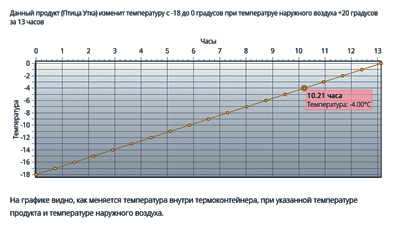 Данный продукт (Птица Утка) изменит температуру с -18 до 0 градусов при температруе наружного воздуха +20 градусов
за 13 часов
Часы
0 1 2 3 4 5 6 7 8 9 10 11 12 13
Температура
0
-2
-4
-6
-8
-10
-12
-14
-16
-18
10.21 часа
Температура: -4.00°C
На графике видно, как меняется температура внутри термоконтейнера, при указанной температуре
продукта и температуре наружного воздуха.